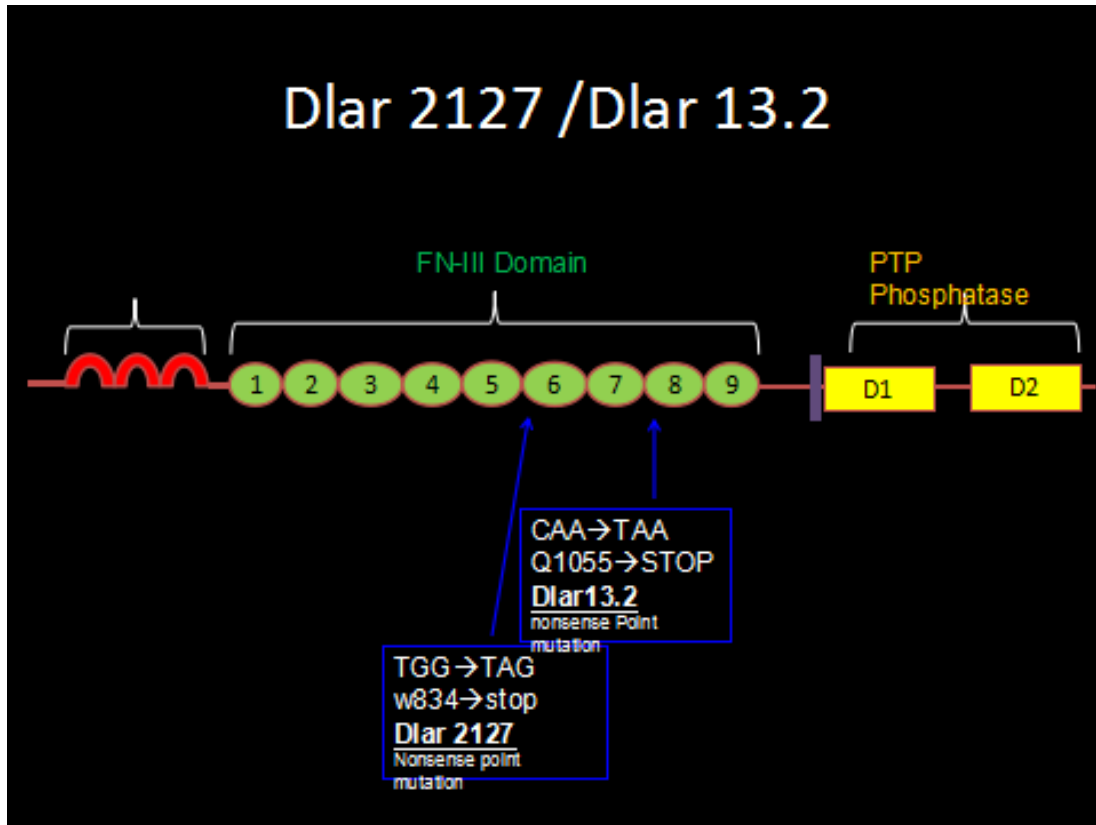 Dlar 2127 /Dlar 13.2
FN-III Domain
PTP
Phosphatase
1 2 3 4 5 6 7 8 9
D1 D2
CAA→TAA
Q1055→STOP
Dlar13.2
nonsense Point
mutation
TGG→TAG
w834→stop
Dlar 2127
Nonsense point
mutation